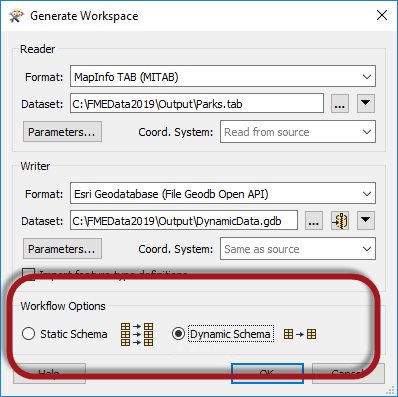 Generate Workspace
Reader
Format: MapInfo TAB (MITAB)
Dataset: C:\FMEData2019\Output\Parks.tab ...
Parameters... Coord. System: Read from source
Writer
Format: Esri Geodatabase (File Geodb Open API)
Dataset: C:\FMEData2019\Output\DynamicData.gdb ...
Parameters... Coord. System: Same as source
Import feature type definitions
Workflow Options
Static Schema Dynamic Schema
Help OK Cancel